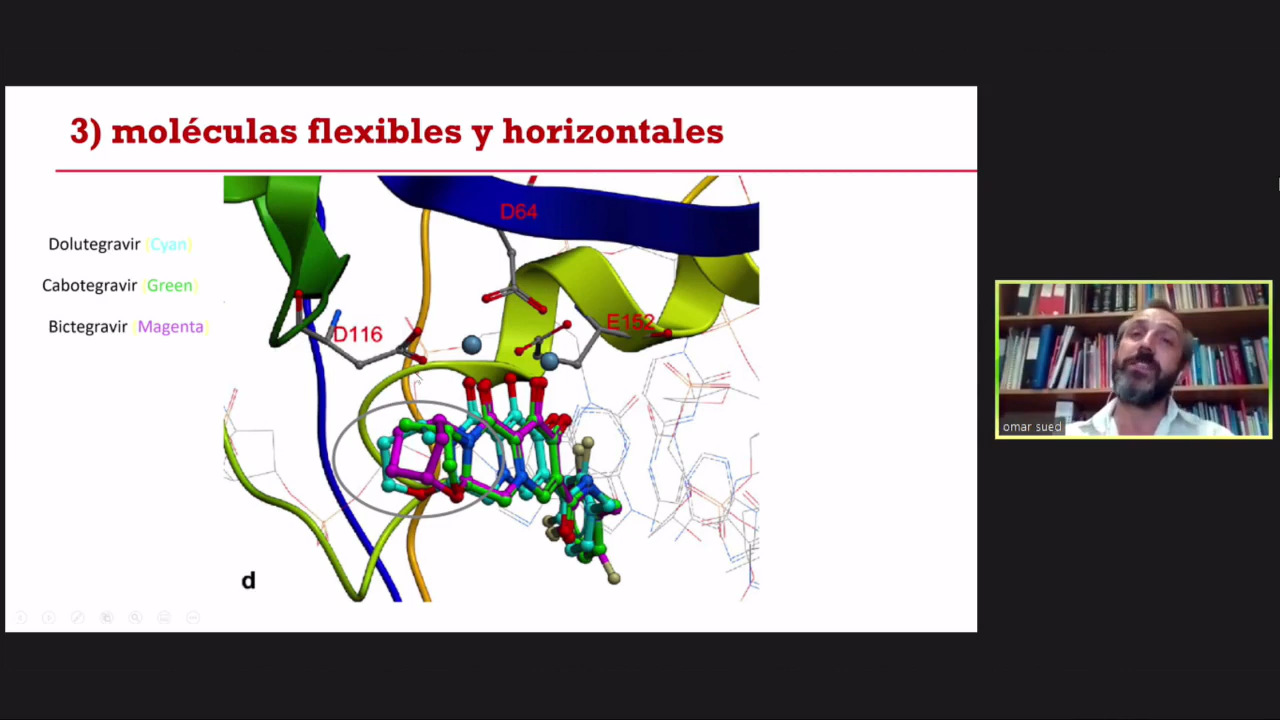 3) moléculas flexibles y horizontales
D64
Dolutegravir (Cyan)
Cabotegravir (Green)
Bictegravir (Magenta)
D116
E152
omar sued
d